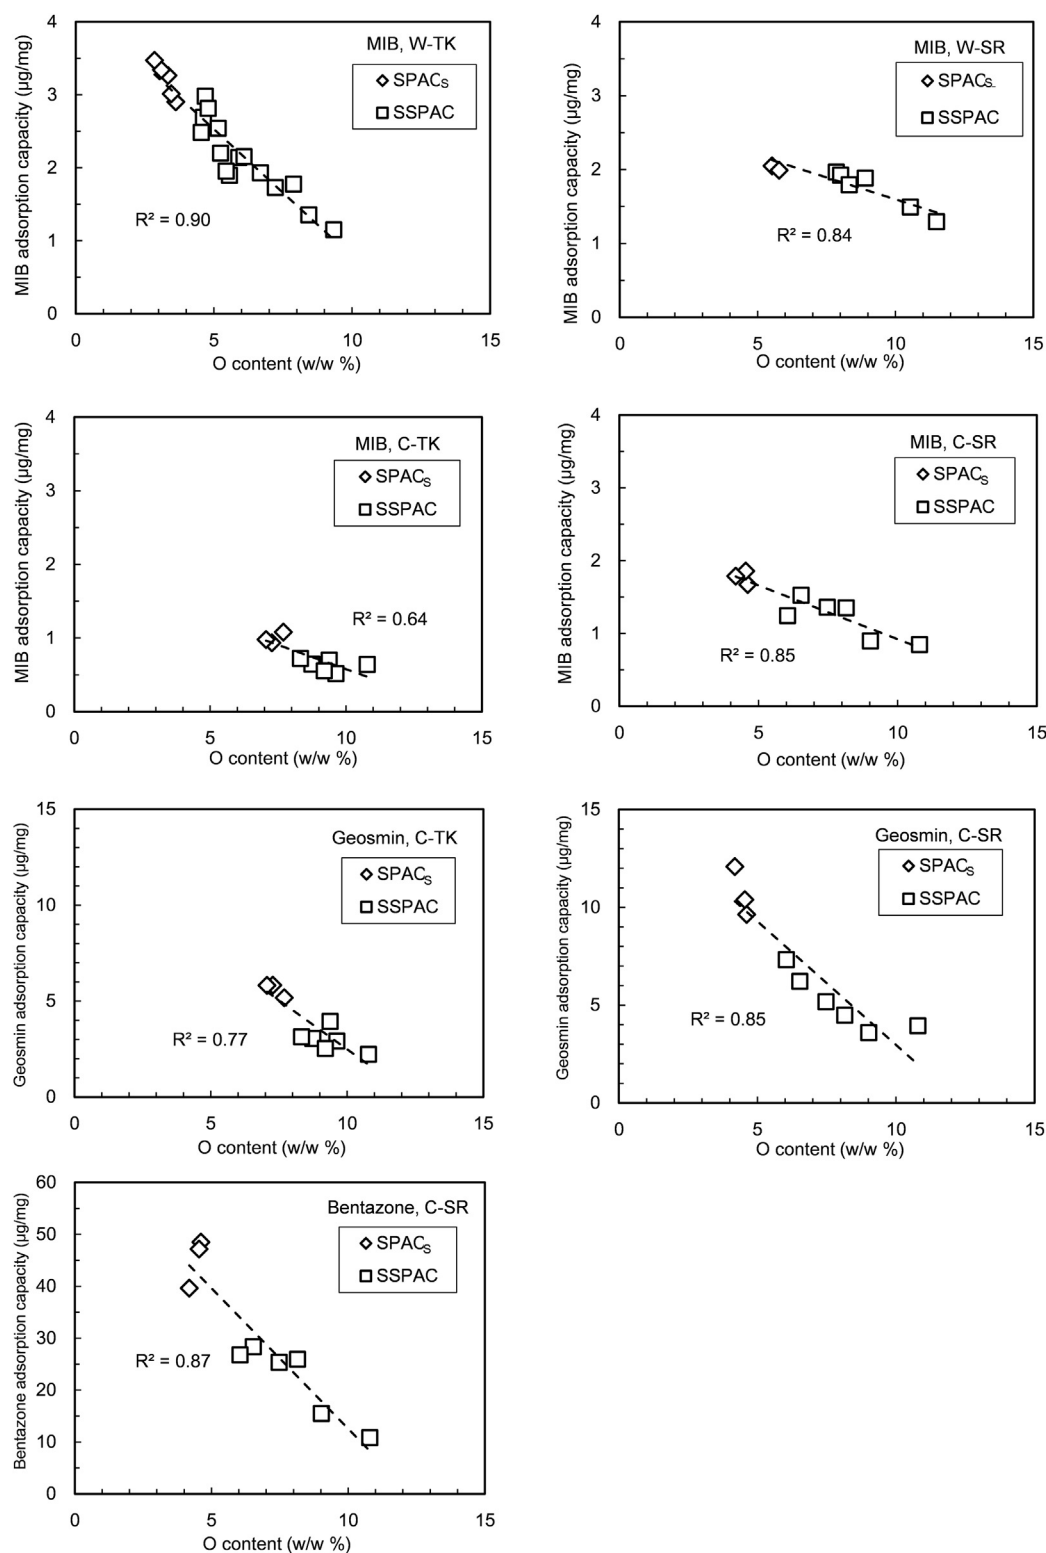 MIB, W-TK
SPACS
SSPAC
R² = 0.90
MIB adsorption capacity (µg/mg)
4
3
2
1
0
0 5 10 15
O content (w/w %)
MIB, W-SR
SPACS
SSPAC
R² = 0.84
MIB adsorption capacity (µg/mg)
4
3
2
1
0
0 5 10 15
O content (w/w %)
MIB, C-TK
SPACS
SSPAC
R² = 0.64
MIB adsorption capacity (µg/mg)
4
3
2
1
0
0 5 10 15
O content (w/w %)
MIB, C-SR
SPACS
SSPAC
R² = 0.85
MIB adsorption capacity (µg/mg)
4
3
2
1
0
0 5 10 15
O content (w/w %)
Geosmin, C-TK
SPACS
SSPAC
R² = 0.77
Geosmin adsorption capacity (µg/mg)
15
10
5
0
0 5 10 15
O content (w/w %)
Geosmin, C-SR
SPACS
SSPAC
R² = 0.85
Geosmin adsorption capacity (µg/mg)
15
10
5
0
0 5 10 15
O content (w/w %)
Bentazone, C-SR
SPACS
SSPAC
R² = 0.87
Bentazone adsorption capacity (µg/mg)
60
50
40
30
20
10
0
0 5 10 15
O content (w/w %)